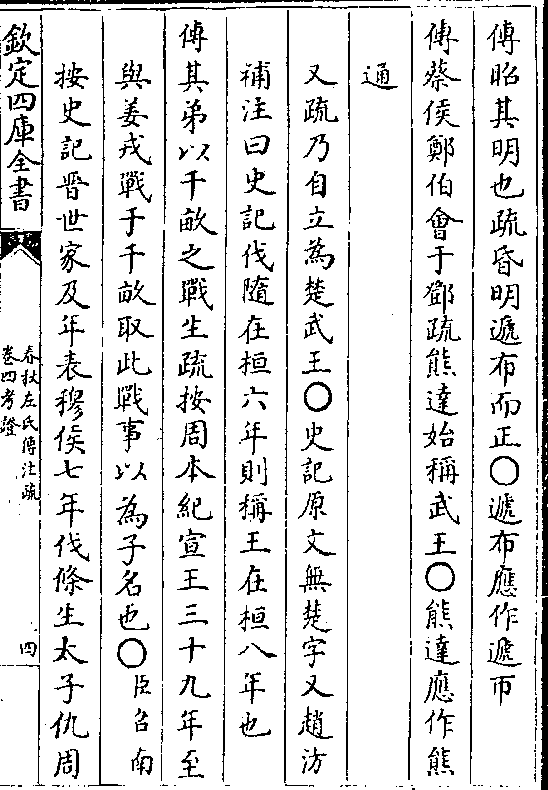 傳昭其明也疏昏明遞布而正○遞布應作遞帀
傳蔡侯鄭伯會于鄧疏熊達始稱武王○熊達應作熊
通
又疏乃自立為楚武王○史記原文無楚字又趙汸
補注曰史記伐隨在桓六年則稱王在桓八年也
傳其弟以千畝之戰生疏按周本紀宣王三十九年至
與姜戎戰于千畝取此戰事以為子名也○臣召南
按史記晉世家及年表穆侯七年伐條生太子仇周
欽定四庫全書
春秋左氏傳注疏
卷四考證
四